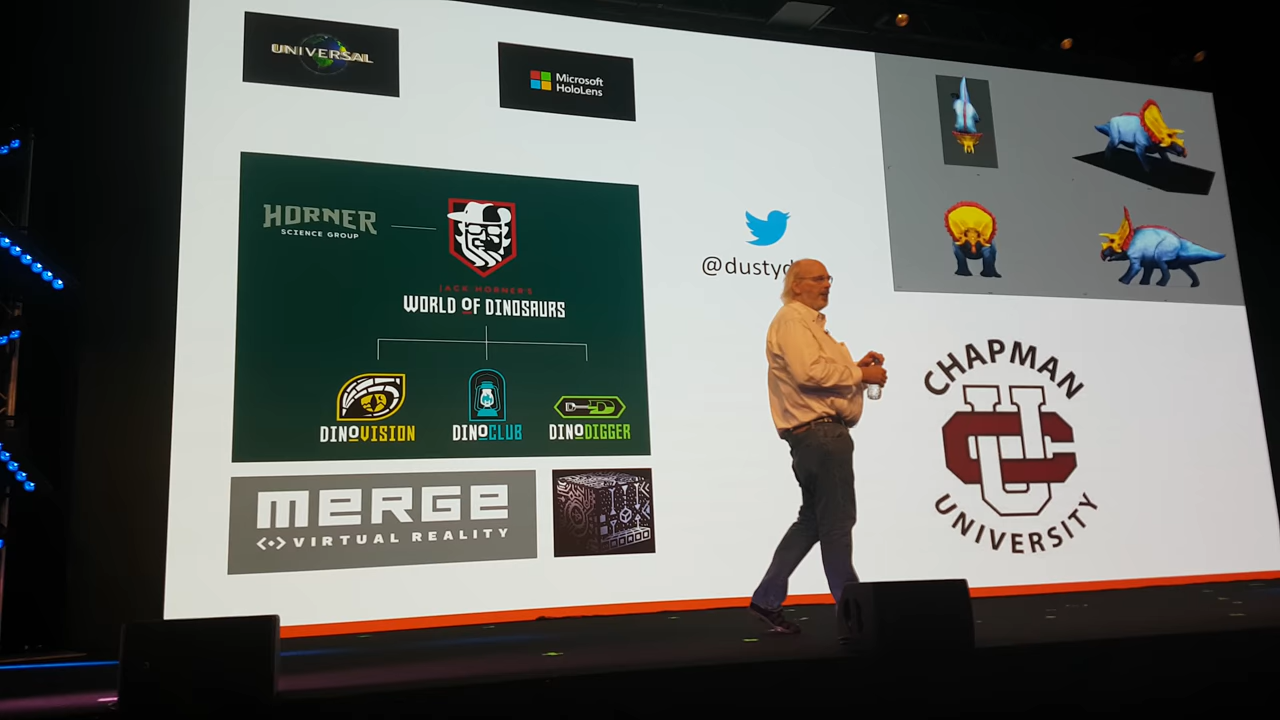 UNIVERSAL
Microsoft
HoloLens
HORNER
SCIENCE GROUP
JACK HORNER'S
WORLD OF DINOSAURS
DINOVISION
DINOCLUB
DINODIGGER
MERGE
VIRTUAL REALITY
@dustyd
CHAPMAN
UC
UNIVERSITY